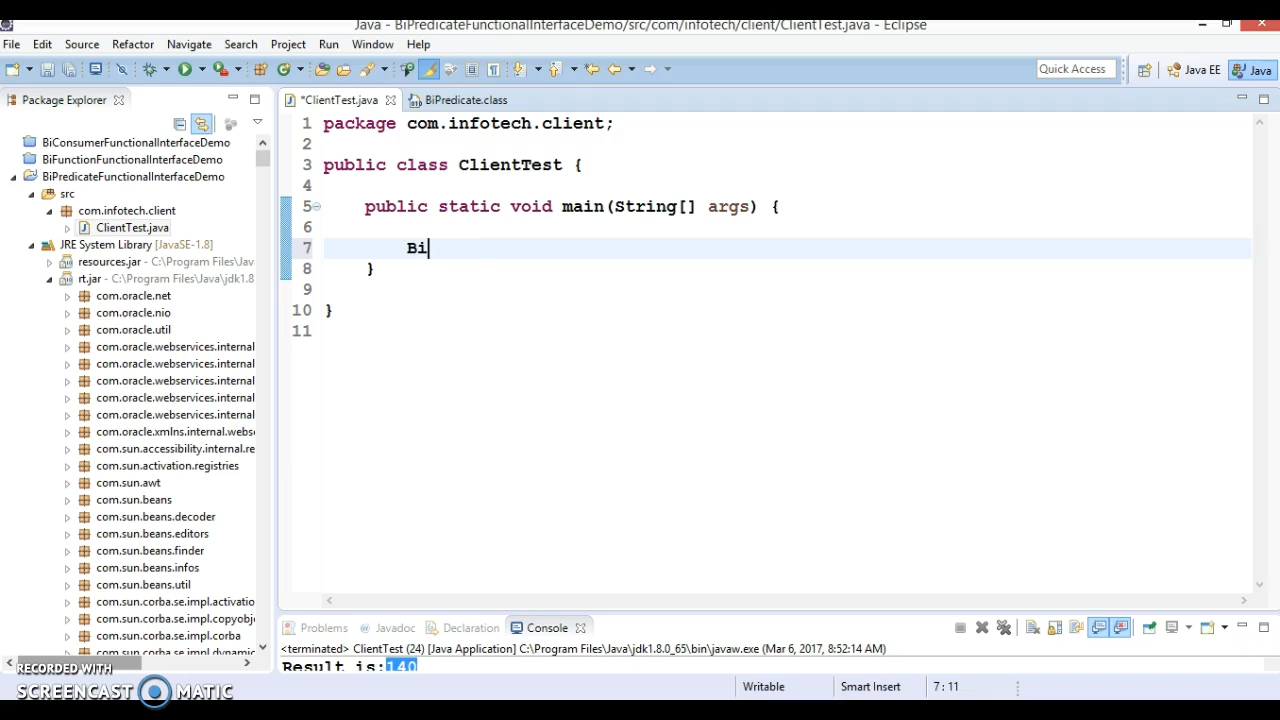 Java - BiPredicateFunctionalInterfaceDemo/src/com/infotech/client/ClientTest.java - Eclipse
File Edit Source Refactor Navigate Search Project Run Window Help
Quick Access Java EE Java
Package Explorer
BiConsumerFunctionalInterfaceDemo
BiFunctionFunctionalInterfaceDemo
BiPredicateFunctionalInterfaceDemo
src
com.infotech.client
ClientTest.java
JRE System Library [JavaSE-1.8]
resources.jar - C:\Program Files\Jav
rt.jar - C:\Program Files\Java\jdk1.8
com.oracle.net
com.oracle.nio
com.oracle.util
com.oracle.webservices.internal
com.oracle.webservices.internal
com.oracle.webservices.internal
com.oracle.webservices.internal
com.oracle.webservices.internal
com.oracle.xmlns.internal.webs
com.sun.accessibility.internal.re
com.sun.activation.registries
com.sun.awt
com.sun.beans
com.sun.beans.decoder
com.sun.beans.editors
com.sun.beans.finder
com.sun.beans.infos
com.sun.beans.util
com.sun.corba.se.impl.activatio
com.sun.corba.se.impl.copyobj
com.sun.corba.se.impl.corba
com.sun.corba.se.impl.dynamic
*ClientTest.java BiPredicate.class
1 package com.infotech.client;
2
3 public class ClientTest {
4
5 public static void main(String[] args) {
6
7 Bi
8 }
9
10 }
11
Problems Javadoc Declaration Console
<terminated> ClientTest (24) [Java Application] C:\Program Files\Java\jdk1.8.0_65\bin\javaw.exe (Mar 6, 2017, 8:52:14 AM)
Result is:140
Writable Smart Insert 7 : 11
RECORDED WITH
SCREENCAST MATIC